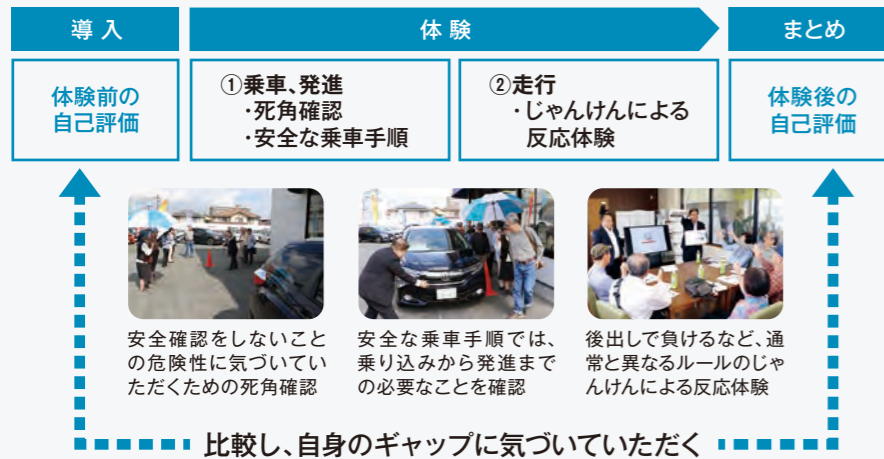 導入
体験
まとめ
体験前の
自己評価
①乗車、発進
・死角確認
・安全な乗車手順
②走行
・じゃんけんによる
反応体験
体験後の
自己評価
安全確認をしないこと
の危険性に気づいてい
ただくための死角確認
安全な乗車手順では、
乗り込みから発進まで
の必要なことを確認
後出しで負けるなど、通
常と異なるルールのじゃ
んけんによる反応体験
比較し、自身のギャップに気づいていただく